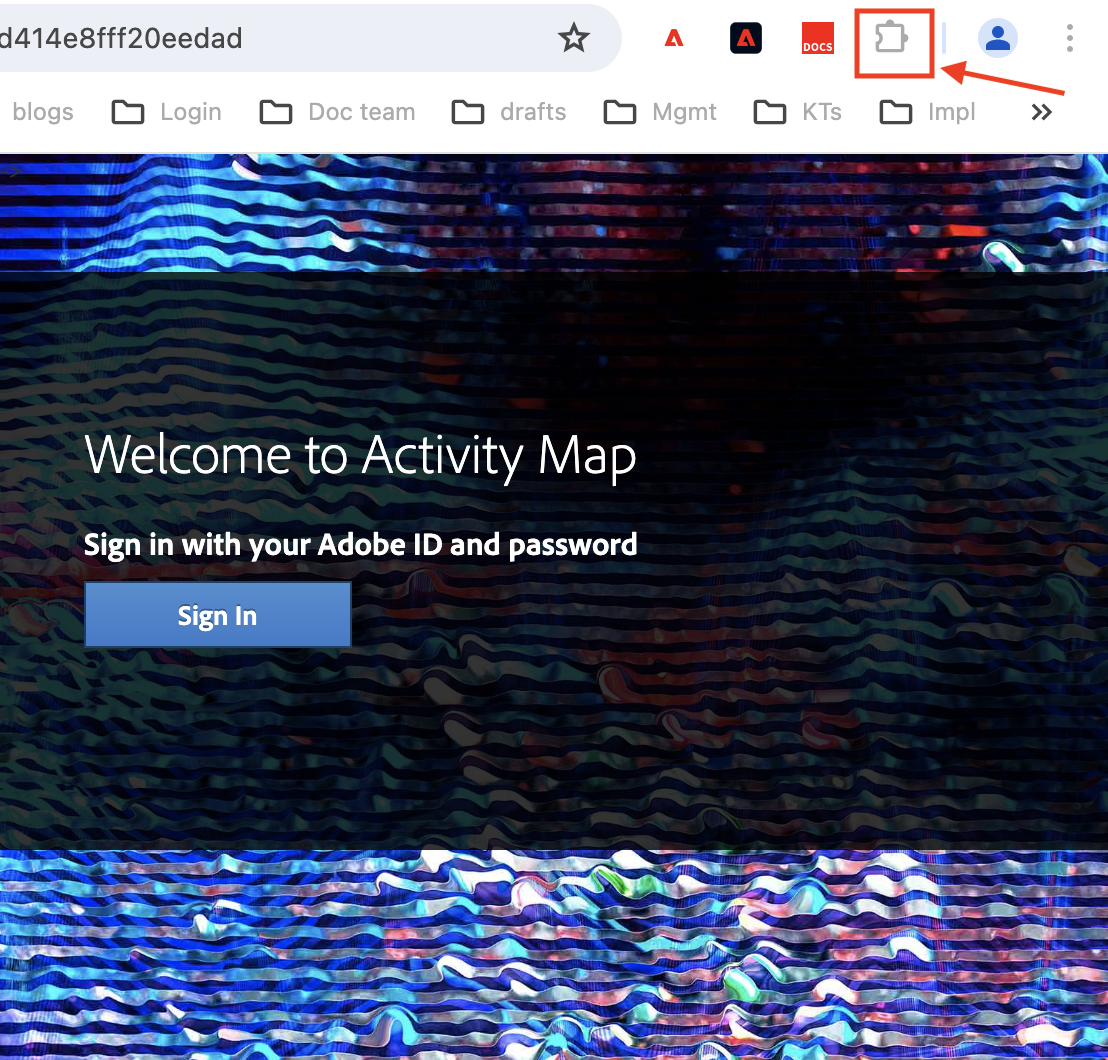 d414e8fff20eedad
DOCS
blogs Login Doc team drafts Mgmt KTs Impl
Welcome to Activity Map
Sign in with your Adobe ID and password
Sign In